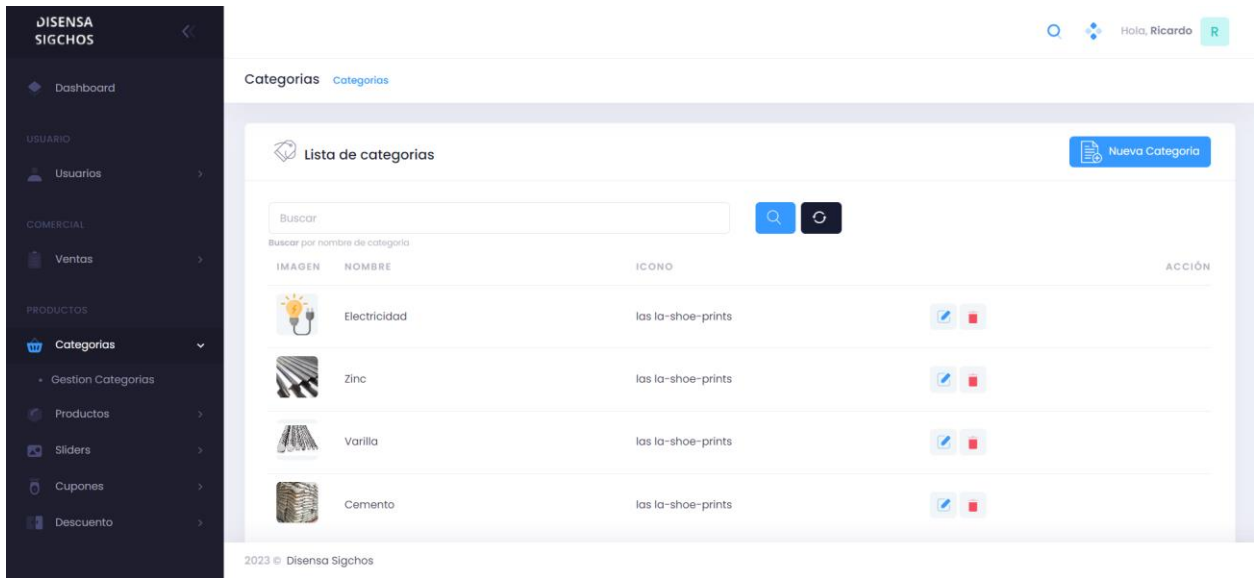 DISENSA
SIGCHOS
Hola, Ricardo R
Dashboard
Categorias Categorias
USUARIO
Usuarios
COMERCIAL
Ventas
PRODUCTOS
Categorias
Gestion Categorias
Productos
Sliders
Cupones
Descuento
Lista de categorias
Nueva Categoria
Buscar
Buscar por nombre de categoria
IMAGEN NOMBRE ICONO ACCIÓN
Electricidad las la-shoe-prints
Zinc las la-shoe-prints
Varilla las la-shoe-prints
Cemento las la-shoe-prints
2023 © Disensa Sigchos